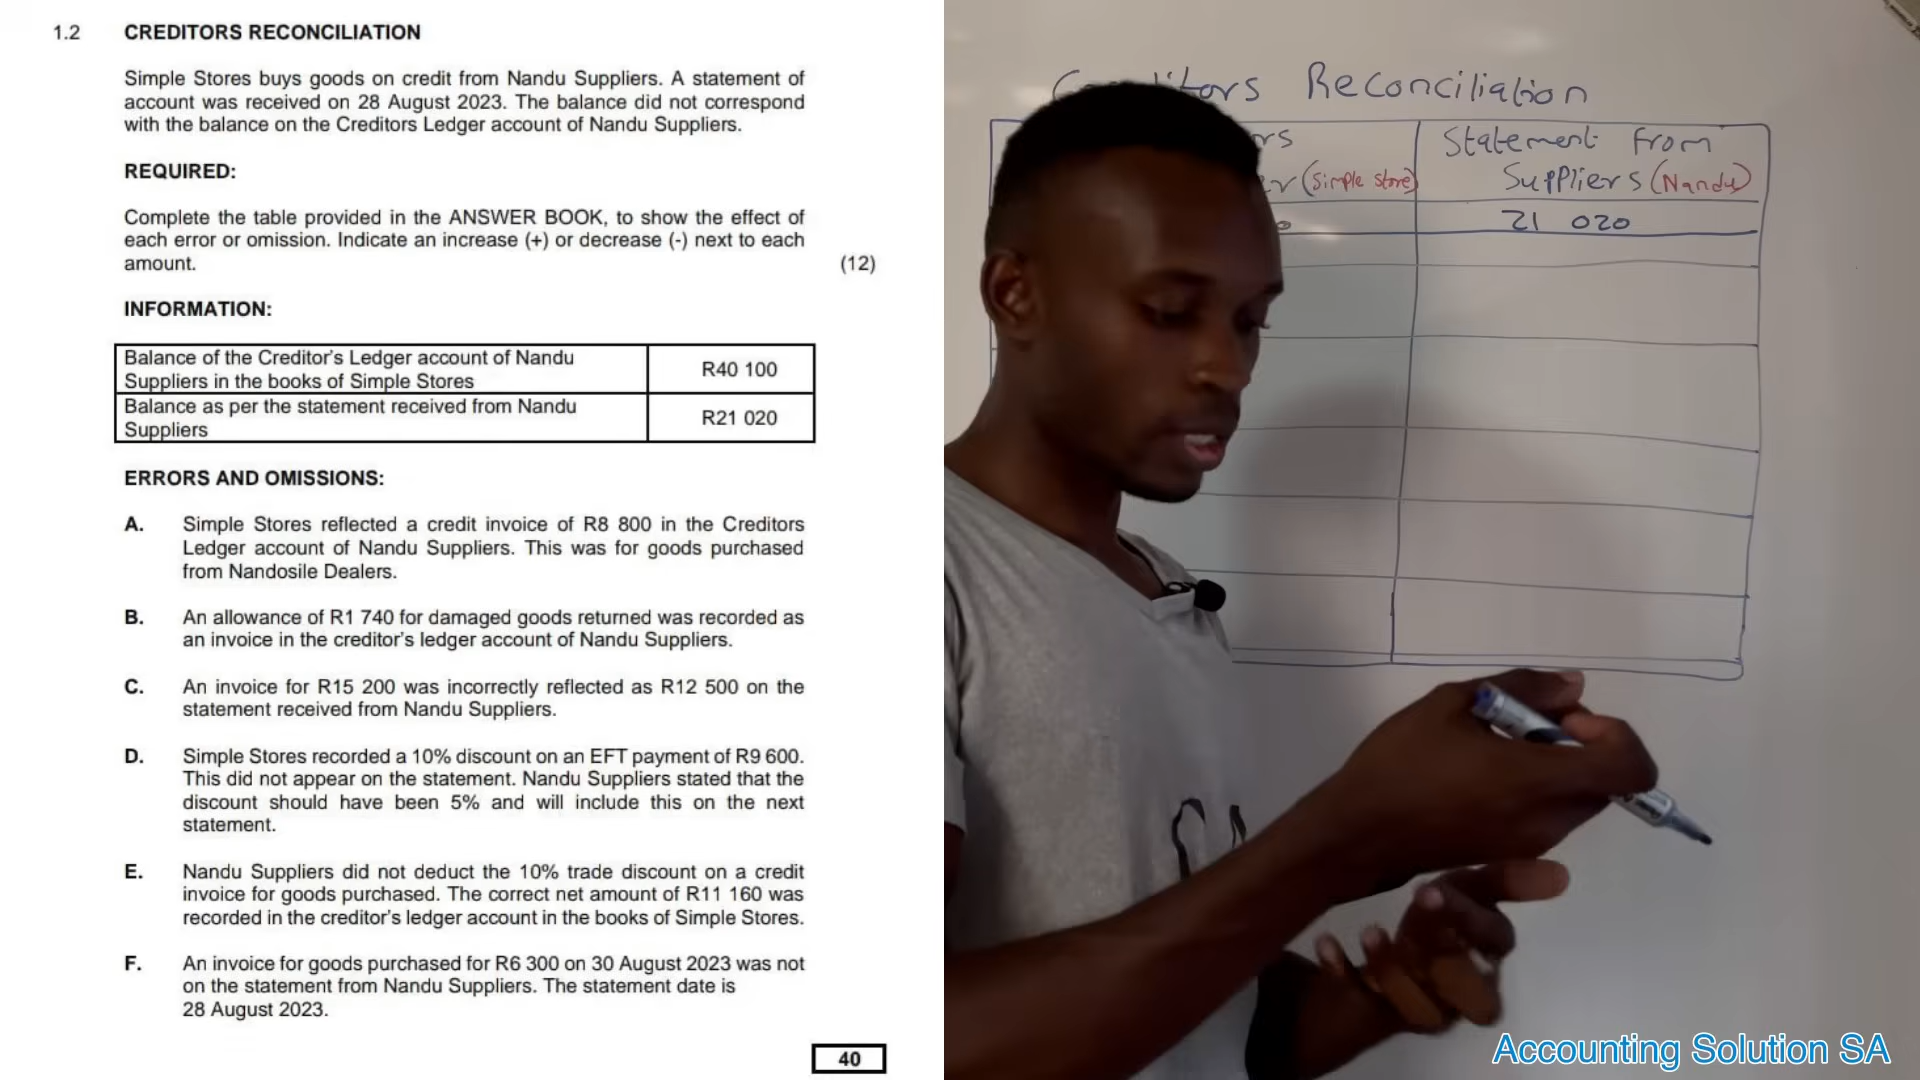 1.2 CREDITORS RECONCILIATION
Simple Stores buys goods on credit from Nandu Suppliers. A statement of
account was received on 28 August 2023. The balance did not correspond
with the balance on the Creditors Ledger account of Nandu Suppliers.
REQUIRED:
Complete the table provided in the ANSWER BOOK, to show the effect of
each error or omission. Indicate an increase (+) or decrease (-) next to each
amount. (12)
INFORMATION:
Balance of the Creditor's Ledger account of Nandu
Suppliers in the books of Simple Stores
R40 100
Balance as per the statement received from Nandu
Suppliers
R21 020
ERRORS AND OMISSIONS:
A. Simple Stores reflected a credit invoice of R8 800 in the Creditors
Ledger account of Nandu Suppliers. This was for goods purchased
from Nandosile Dealers.
B. An allowance of R1 740 for damaged goods returned was recorded as
an invoice in the creditor's ledger account of Nandu Suppliers.
C. An invoice for R15 200 was incorrectly reflected as R12 500 on the
statement received from Nandu Suppliers.
D. Simple Stores recorded a 10% discount on an EFT payment of R9 600.
This did not appear on the statement. Nandu Suppliers stated that the
discount should have been 5% and will include this on the next
statement.
E. Nandu Suppliers did not deduct the 10% trade discount on a credit
invoice for goods purchased. The correct net amount of R11 160 was
recorded in the creditor's ledger account in the books of Simple Stores.
F. An invoice for goods purchased for R6 300 on 30 August 2023 was not
on the statement from Nandu Suppliers. The statement date is
28 August 2023.
40
Reconciliation
(Simple Store)
Statement From
Suppliers (Nandu)
21 020
Accounting Solution SA